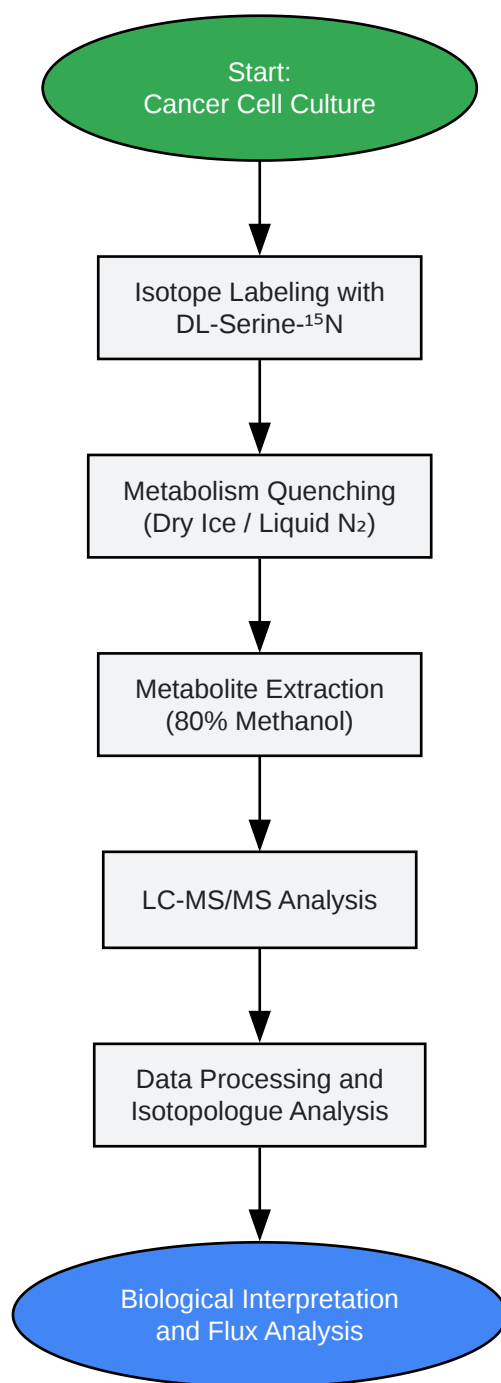 Start:
Cancer Cell Culture
Isotope Labeling with
DL-Serine-¹⁵N
Metabolism Quenching
(Dry Ice / Liquid N₂)
Metabolite Extraction
(80% Methanol)
LC-MS/MS Analysis
Data Processing and
Isotopologue Analysis
Biological Interpretation
and Flux Analysis